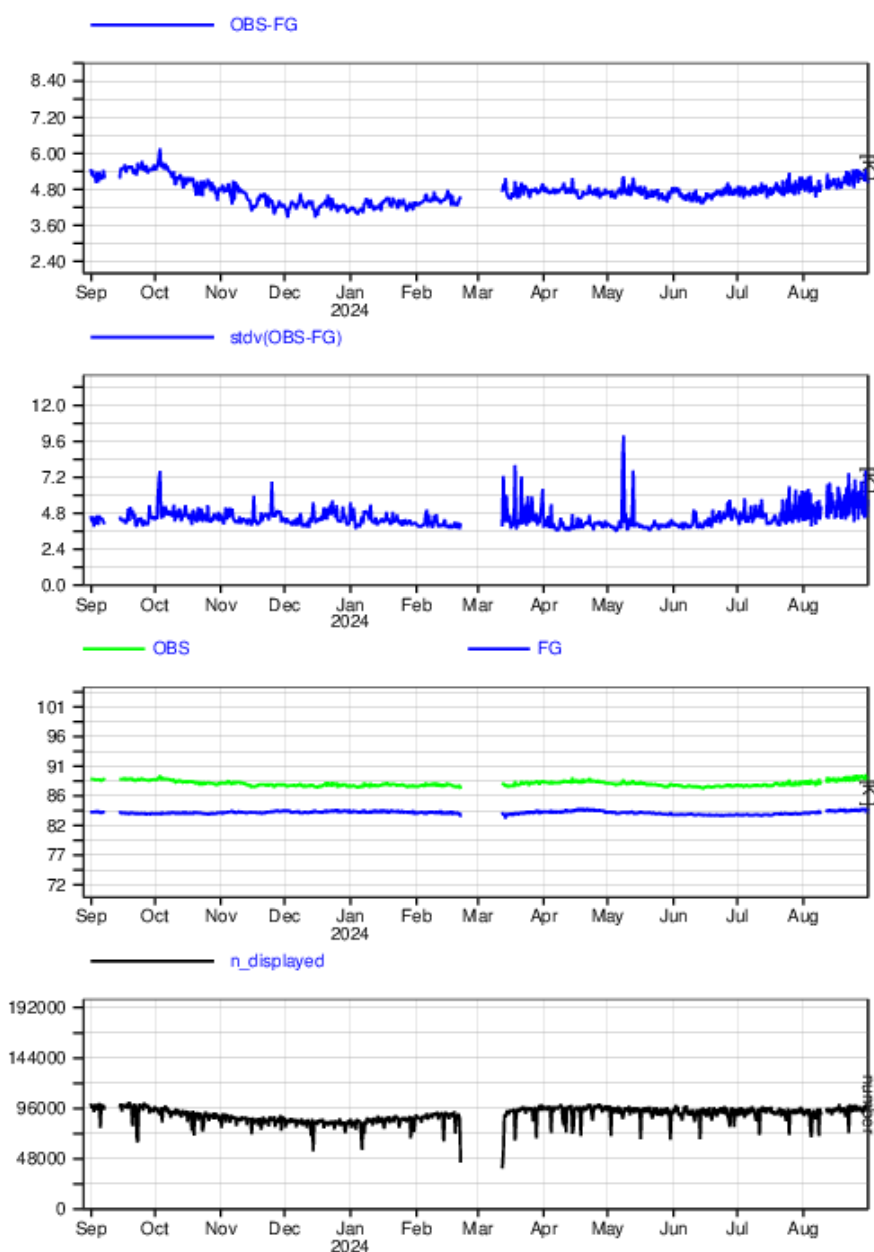 OBS-FG
8.40
7.20
6.00
4.80
3.60
2.40
[K]
Sep Oct Nov Dec Jan Feb Mar Apr May Jun Jul Aug
2024
stdv(OBS-FG)
12.0
9.6
7.2
4.8
2.4
0.0
[K]
Sep Oct Nov Dec Jan Feb Mar Apr May Jun Jul Aug
2024
OBS FG
101
96
91
86
82
77
72
[K]
Sep Oct Nov Dec Jan Feb Mar Apr May Jun Jul Aug
2024
n_displayed
192000
144000
96000
48000
0
number
Sep Oct Nov Dec Jan Feb Mar Apr May Jun Jul Aug
2024